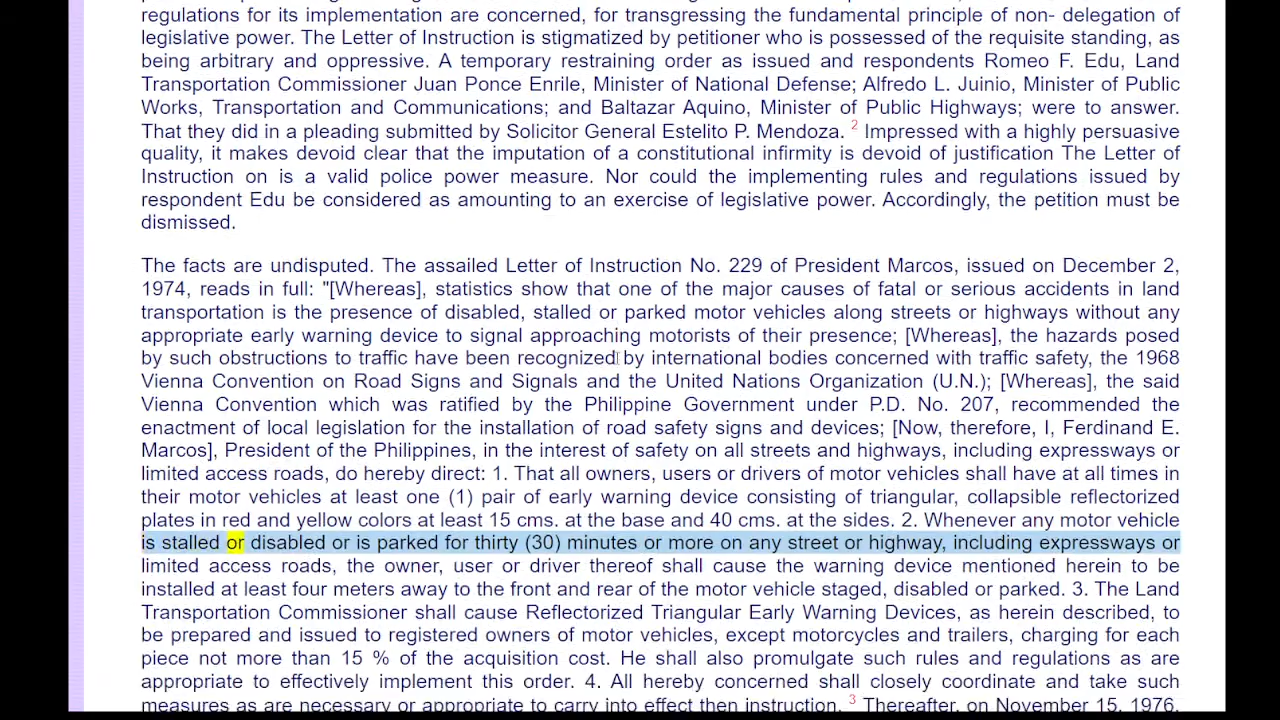 regulations for its implementation are concerned, for transgressing the fundamental principle of non- delegation of
legislative power. The Letter of Instruction is stigmatized by petitioner who is possessed of the requisite standing, as
being arbitrary and oppressive. A temporary restraining order as issued and respondents Romeo F. Edu, Land
Transportation Commissioner Juan Ponce Enrile, Minister of National Defense; Alfredo L. Juinio, Minister of Public
Works, Transportation and Communications; and Baltazar Aquino, Minister of Public Highways; were to answer.
That they did in a pleading submitted by Solicitor General Estelito P. Mendoza. 2 Impressed with a highly persuasive
quality, it makes devoid clear that the imputation of a constitutional infirmity is devoid of justification The Letter of
Instruction on is a valid police power measure. Nor could the implementing rules and regulations issued by
respondent Edu be considered as amounting to an exercise of legislative power. Accordingly, the petition must be
dismissed.
The facts are undisputed. The assailed Letter of Instruction No. 229 of President Marcos, issued on December 2,
1974, reads in full: "[Whereas], statistics show that one of the major causes of fatal or serious accidents in land
transportation is the presence of disabled, stalled or parked motor vehicles along streets or highways without any
appropriate early warning device to signal approaching motorists of their presence; [Whereas], the hazards posed
by such obstructions to traffic have been recognized by international bodies concerned with traffic safety, the 1968
Vienna Convention on Road Signs and Signals and the United Nations Organization (U.N.); [Whereas], the said
Vienna Convention which was ratified by the Philippine Government under P.D. No. 207, recommended the
enactment of local legislation for the installation of road safety signs and devices; [Now, therefore, I, Ferdinand E.
Marcos], President of the Philippines, in the interest of safety on all streets and highways, including expressways or
limited access roads, do hereby direct: 1. That all owners, users or drivers of motor vehicles shall have at all times in
their motor vehicles at least one (1) pair of early warning device consisting of triangular, collapsible reflectorized
plates in red and yellow colors at least 15 cms. at the base and 40 cms. at the sides. 2. Whenever any motor vehicle
is stalled or disabled or is parked for thirty (30) minutes or more on any street or highway, including expressways or
limited access roads, the owner, user or driver thereof shall cause the warning device mentioned herein to be
installed at least four meters away to the front and rear of the motor vehicle staged, disabled or parked. 3. The Land
Transportation Commissioner shall cause Reflectorized Triangular Early Warning Devices, as herein described, to
be prepared and issued to registered owners of motor vehicles, except motorcycles and trailers, charging for each
piece not more than 15 % of the acquisition cost. He shall also promulgate such rules and regulations as are
appropriate to effectively implement this order. 4. All hereby concerned shall closely coordinate and take such
measures as are necessary or appropriate to carry into effect then instruction. 3 Thereafter, on November 15, 1976,